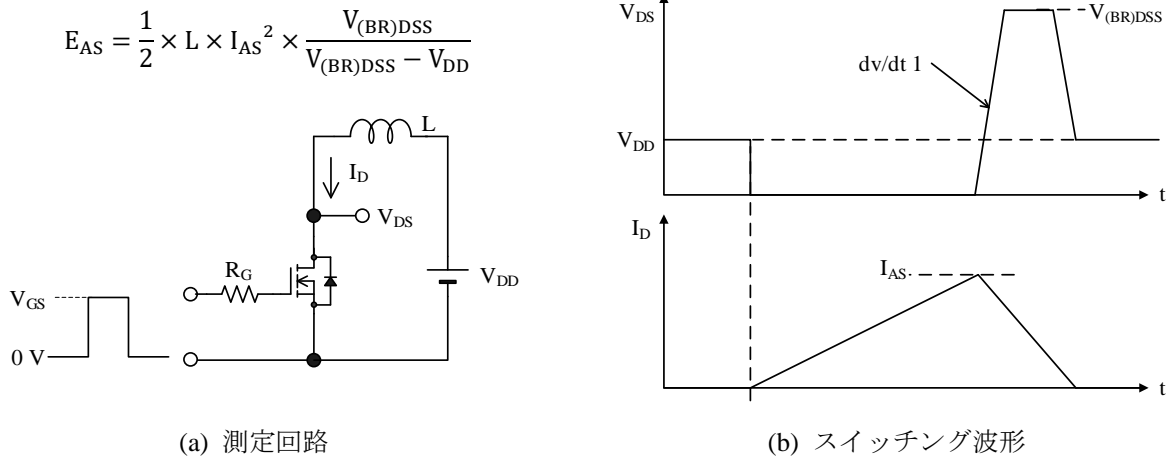 E_AS = 1/2 × L × I_AS² × V_(BR)DSS / (V_(BR)DSS − V_DD)
L
I_D
V_DS
R_G
V_DD
V_GS
0 V
(a) 測定回路
V_DS
V_(BR)DSS
dv/dt 1
V_DD
t
I_D
I_AS
t
(b) スイッチング波形